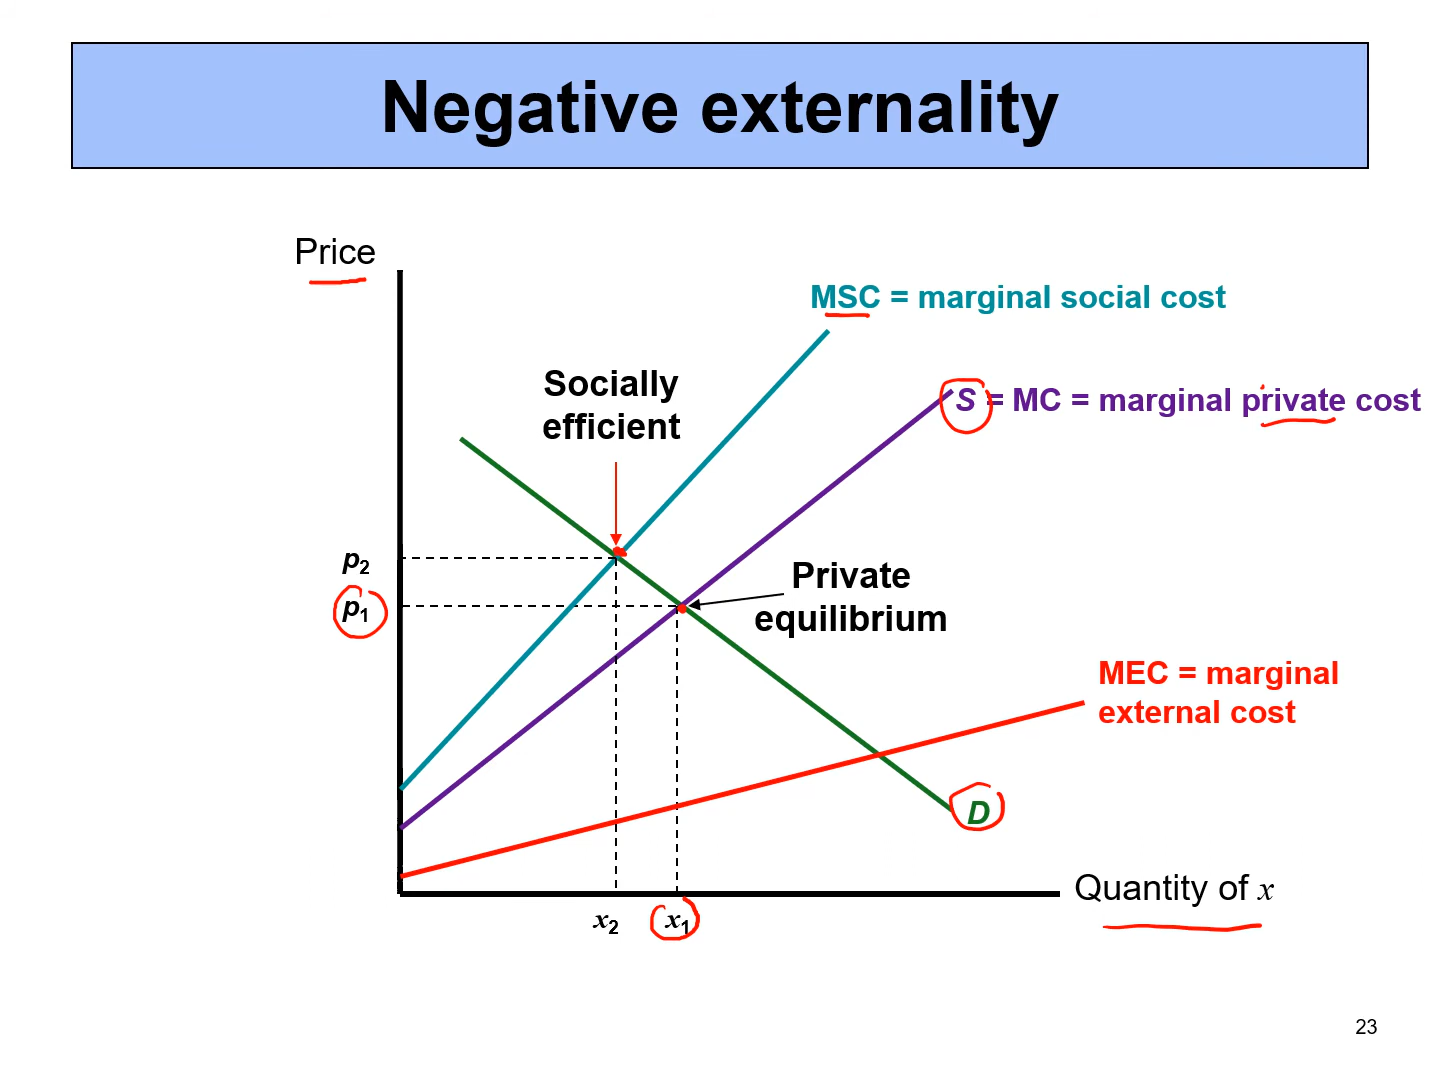 Negative externality
Price
MSC = marginal social cost
Socially
efficient
S = MC = marginal private cost
p2
p1
Private
equilibrium
MEC = marginal
external cost
D
Quantity of x
x2
x1
23